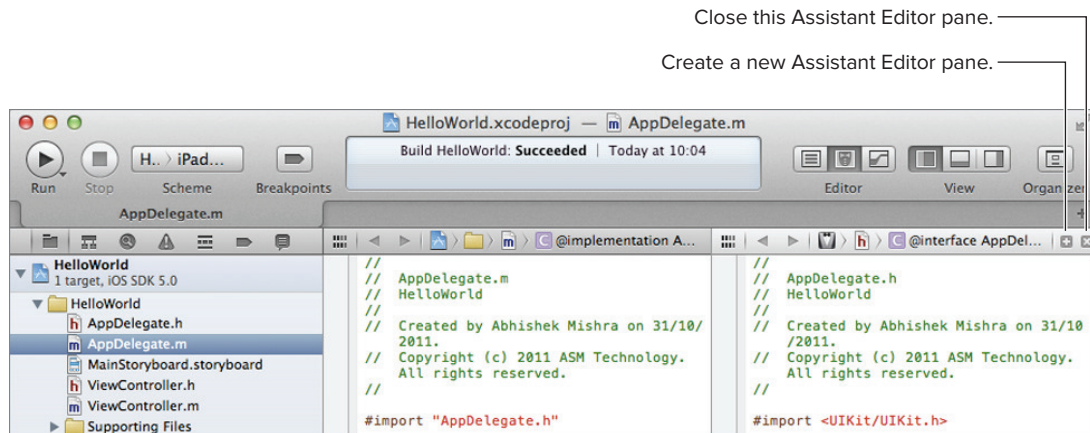 Close this Assistant Editor pane.
Create a new Assistant Editor pane.
HelloWorld.xcodeproj — m AppDelegate.m
Build HelloWorld: Succeeded | Today at 10:04
H.. › iPad...
Run Stop Scheme Breakpoints Editor View Organizer
AppDelegate.m
m C @implementation A... h C @interface AppDel...
HelloWorld
1 target, iOS SDK 5.0
HelloWorld
h AppDelegate.h
m AppDelegate.m
MainStoryboard.storyboard
h ViewController.h
m ViewController.m
Supporting Files
//
//  AppDelegate.m
//  HelloWorld
//
//  Created by Abhishek Mishra on 31/10/
2011.
//  Copyright (c) 2011 ASM Technology.
All rights reserved.
//
#import "AppDelegate.h"
//
//  AppDelegate.h
//  HelloWorld
//
//  Created by Abhishek Mishra on 31/10
/2011.
//  Copyright (c) 2011 ASM Technology.
All rights reserved.
//
#import <UIKit/UIKit.h>